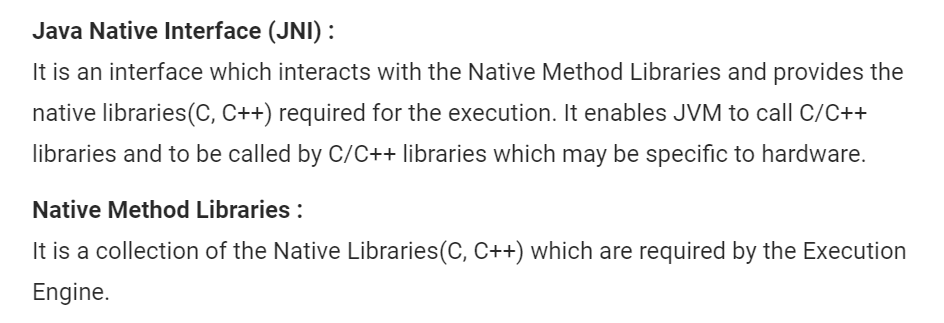 Java Native Interface (JNI) :
It is an interface which interacts with the Native Method Libraries and provides the
native libraries(C, C++) required for the execution. It enables JVM to call C/C++
libraries and to be called by C/C++ libraries which may be specific to hardware.
Native Method Libraries :
It is a collection of the Native Libraries(C, C++) which are required by the Execution
Engine.